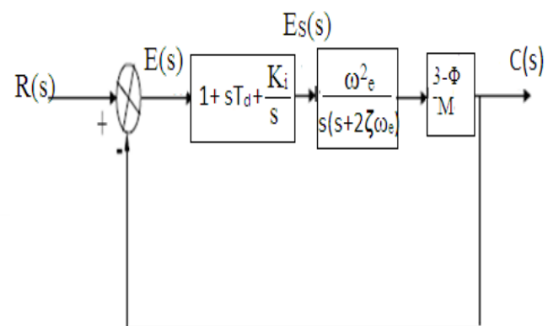 Es(s)
E(s)
C(s)
R(s)
+
-
1+ sTd+ Ki/s
ω²e
s(s+2ζωe)
3-Φ
-M